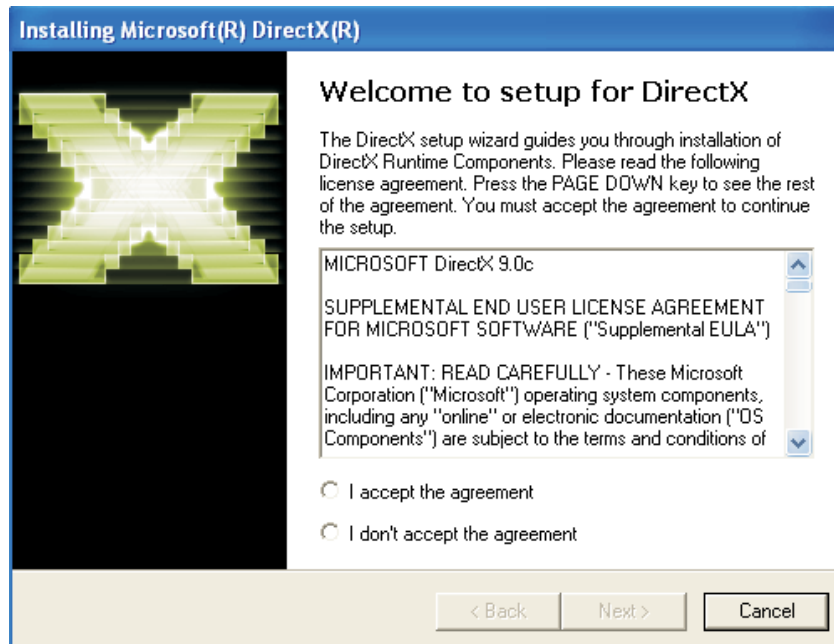 Installing Microsoft(R) DirectX(R)
Welcome to setup for DirectX
The DirectX setup wizard guides you through installation of
DirectX Runtime Components. Please read the following
license agreement. Press the PAGE DOWN key to see the rest
of the agreement. You must accept the agreement to continue
the setup.
MICROSOFT DirectX 9.0c
SUPPLEMENTAL END USER LICENSE AGREEMENT
FOR MICROSOFT SOFTWARE ("Supplemental EULA")
IMPORTANT: READ CAREFULLY - These Microsoft
Corporation ("Microsoft") operating system components,
including any "online" or electronic documentation ("OS
Components") are subject to the terms and conditions of
I accept the agreement
I don't accept the agreement
< Back Next > Cancel